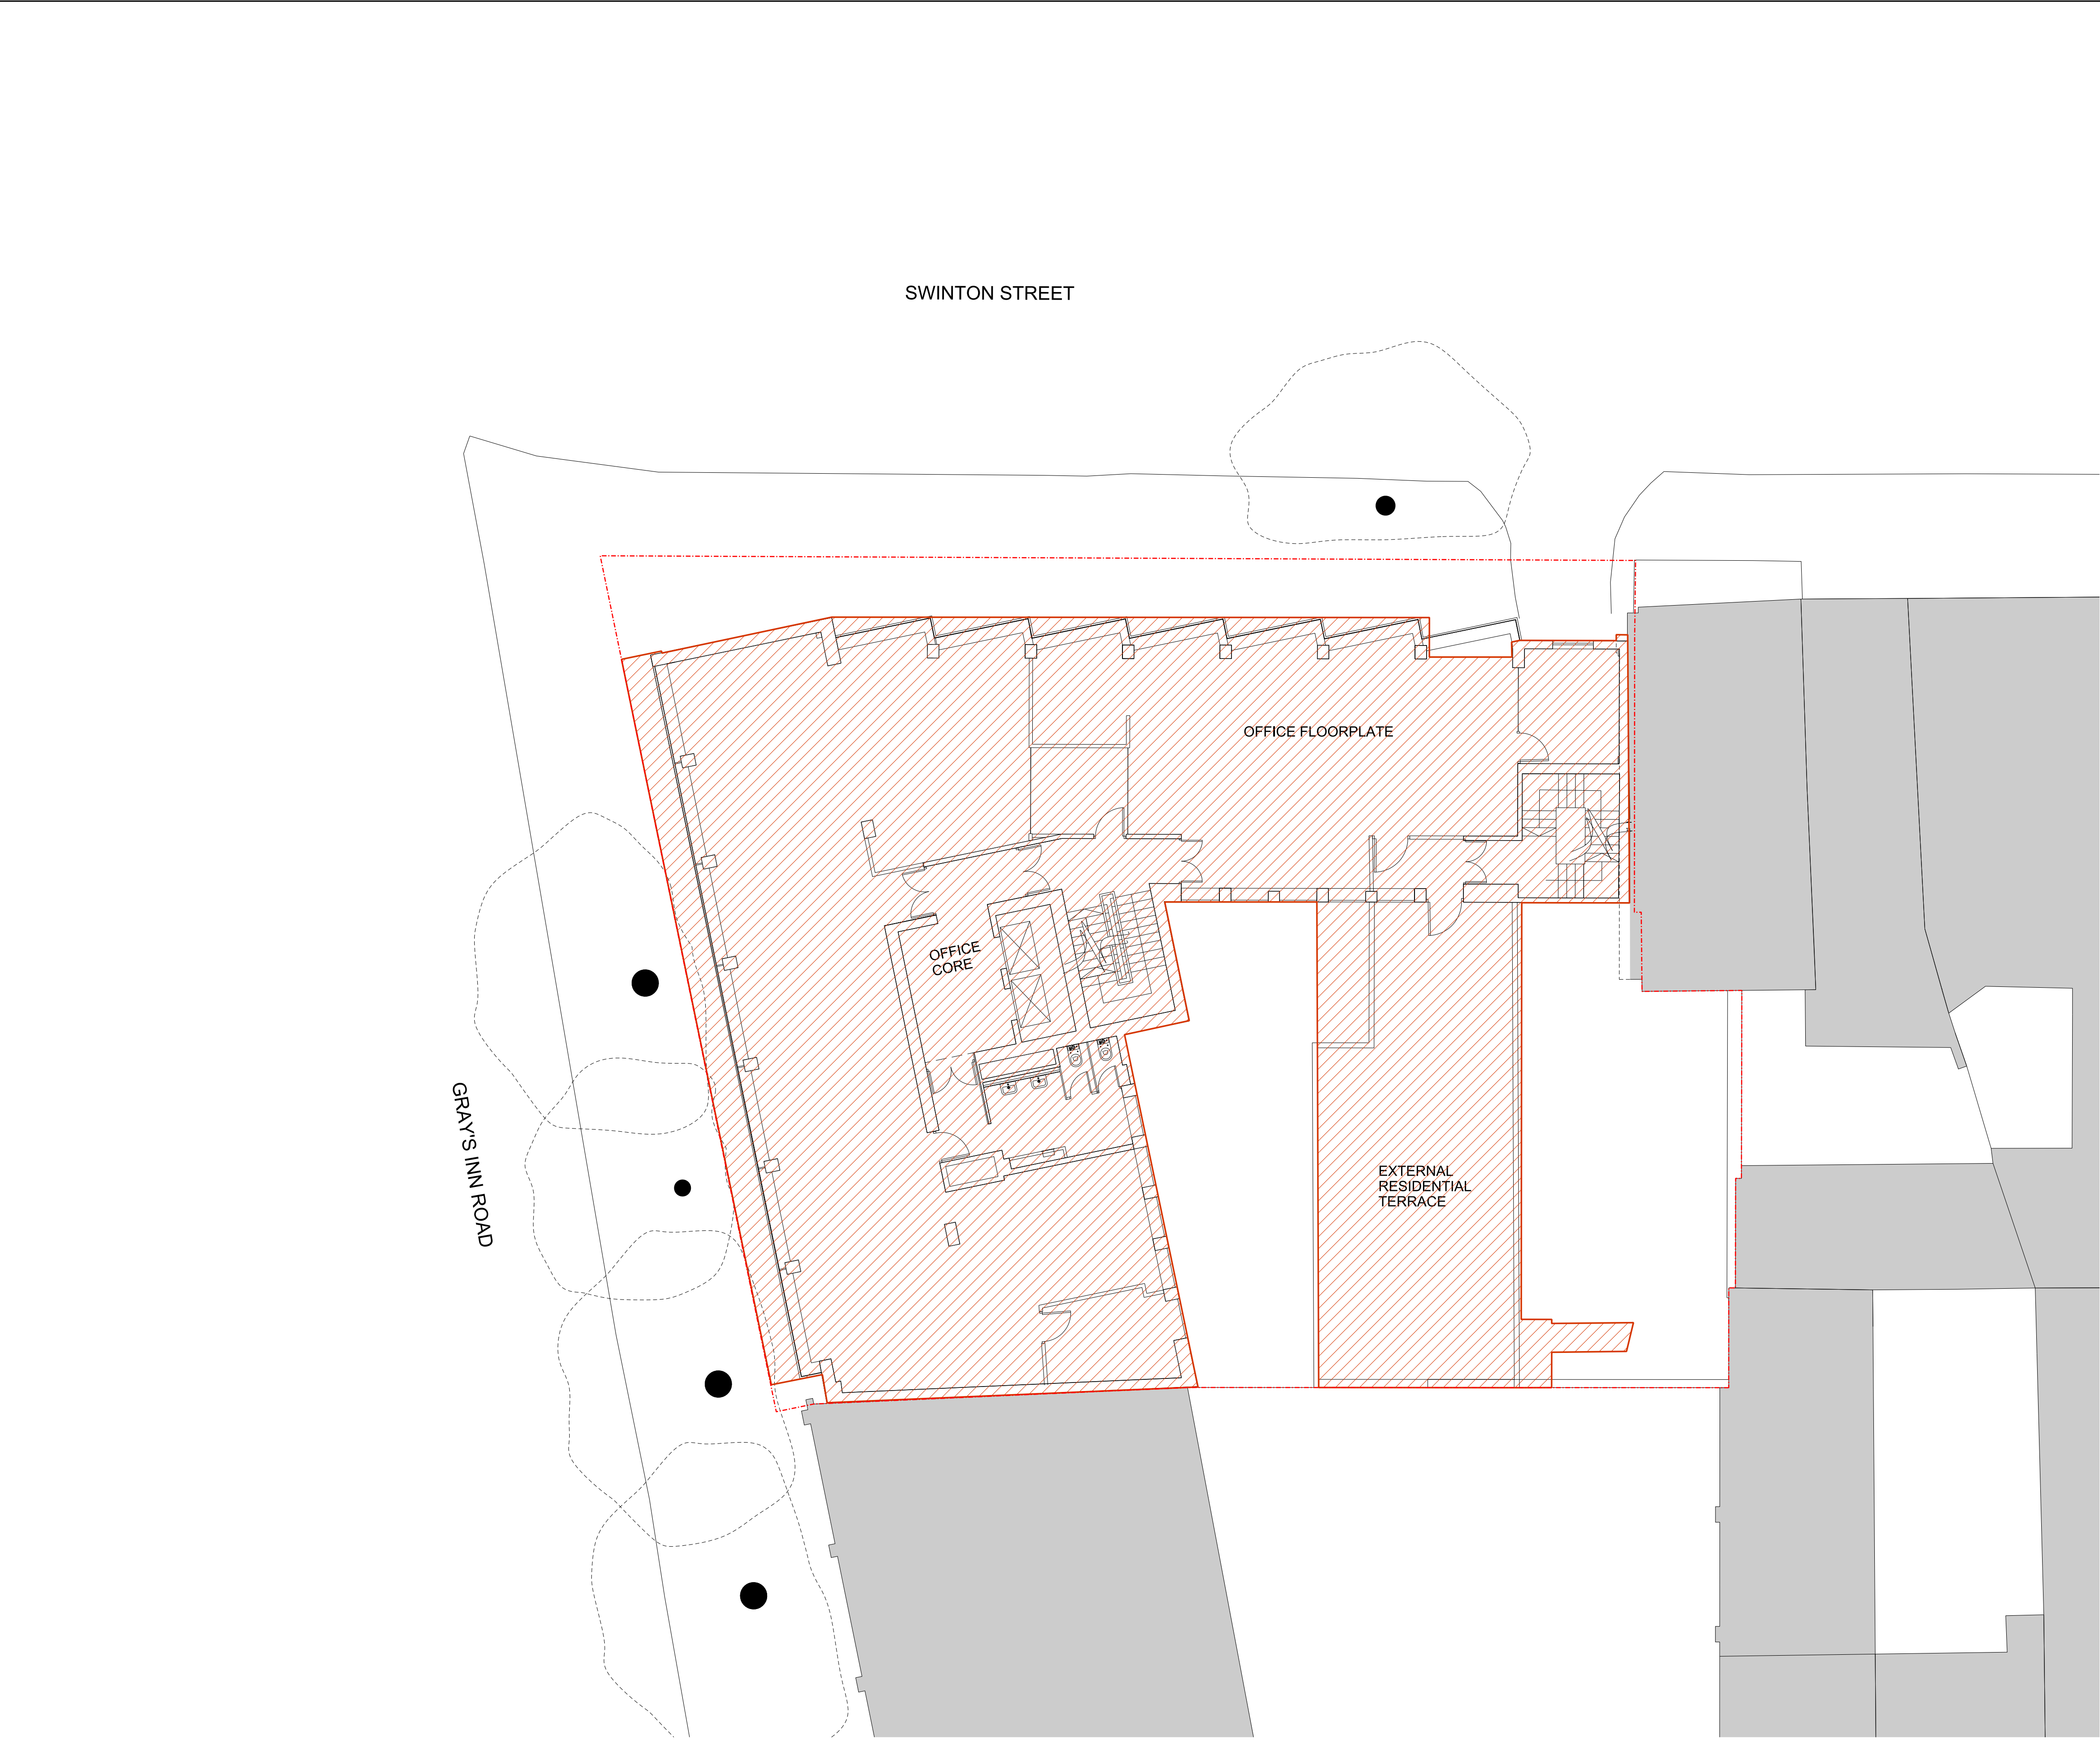 SWINTON STREET
OFFICE FLOORPLATE
OFFICE
CORE
GRAY'S INN ROAD
EXTERNAL
RESIDENTIAL
TERRACE